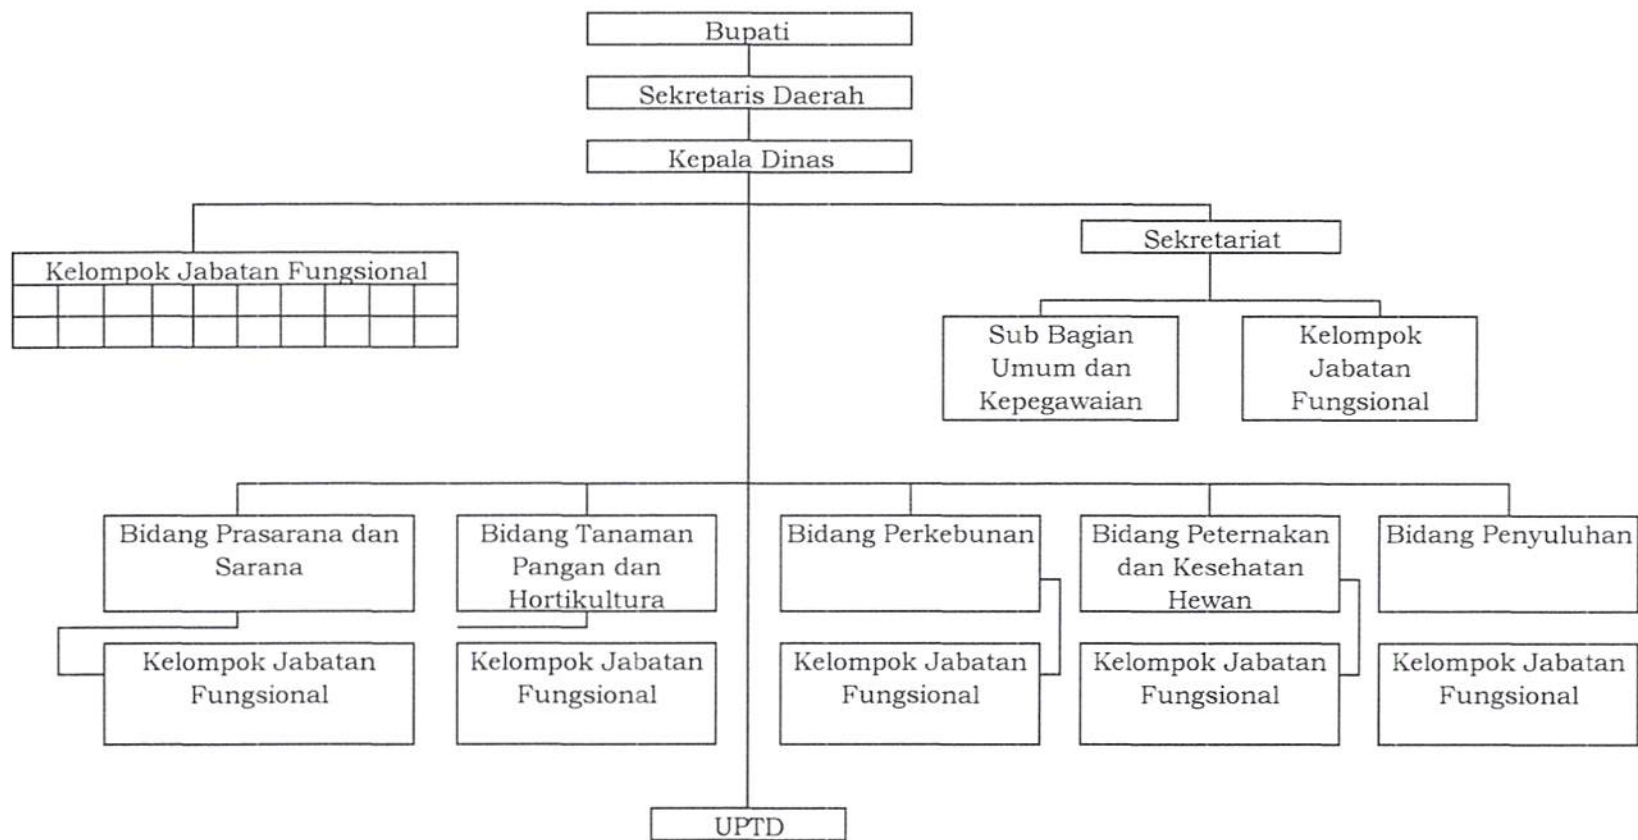 Bupati
Sekretaris Daerah
Kepala Dinas
Sekretariat
Kelompok Jabatan Fungsional
Sub Bagian
Umum dan
Kepegawaian
Kelompok
Jabatan
Fungsional
Bidang Prasarana dan
Sarana
Bidang Tanaman
Pangan dan
Hortikultura
Bidang Perkebunan
Bidang Peternakan
dan Kesehatan
Hewan
Bidang Penyuluhan
Kelompok Jabatan
Fungsional
Kelompok Jabatan
Fungsional
Kelompok Jabatan
Fungsional
Kelompok Jabatan
Fungsional
Kelompok Jabatan
Fungsional
UPTD